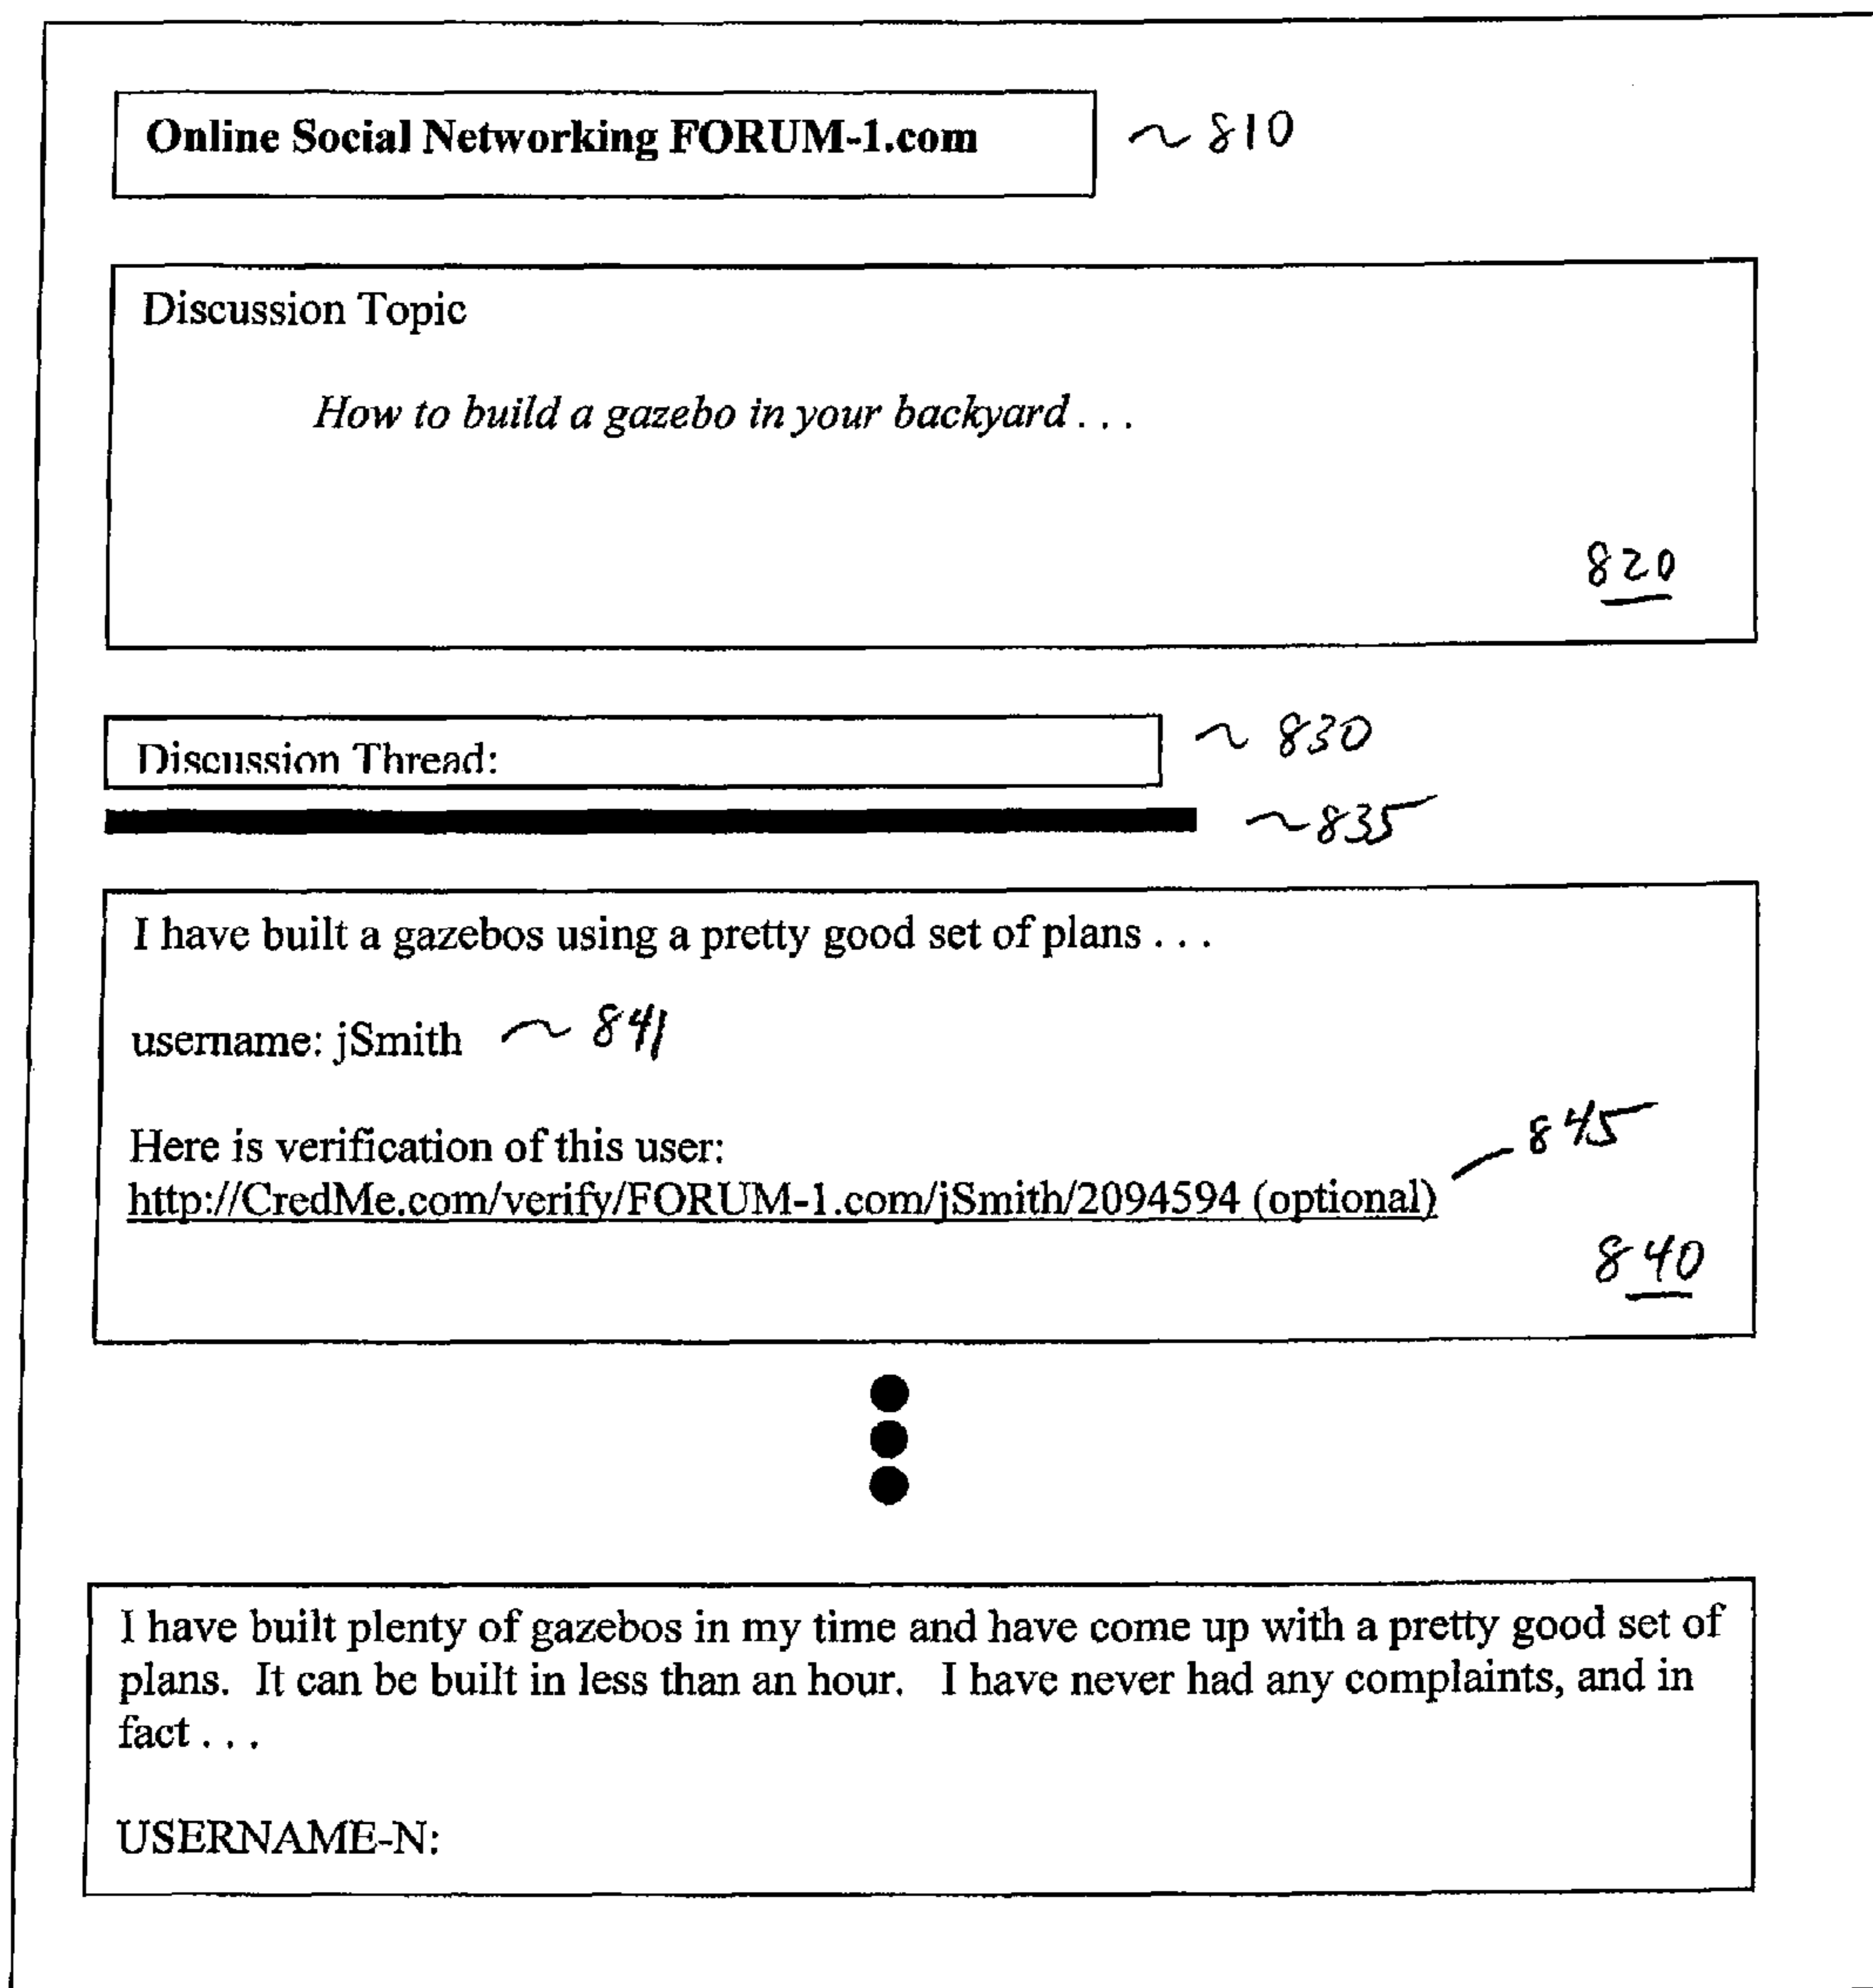 Online Social Networking FORUM-1.com ~ 810
Discussion Topic
How to build a gazebo in your backyard . . .
820
Discussion Thread: ~ 830
~835
I have built a gazebos using a pretty good set of plans . . .
username: jSmith ~ 841
Here is verification of this user:
845
http://CredMe.com/verify/FORUM-1.com/jSmith/2094594 (optional)
840
I have built plenty of gazebos in my time and have come up with a pretty good set of
plans. It can be built in less than an hour. I have never had any complaints, and in
fact . . .
USERNAME-N: